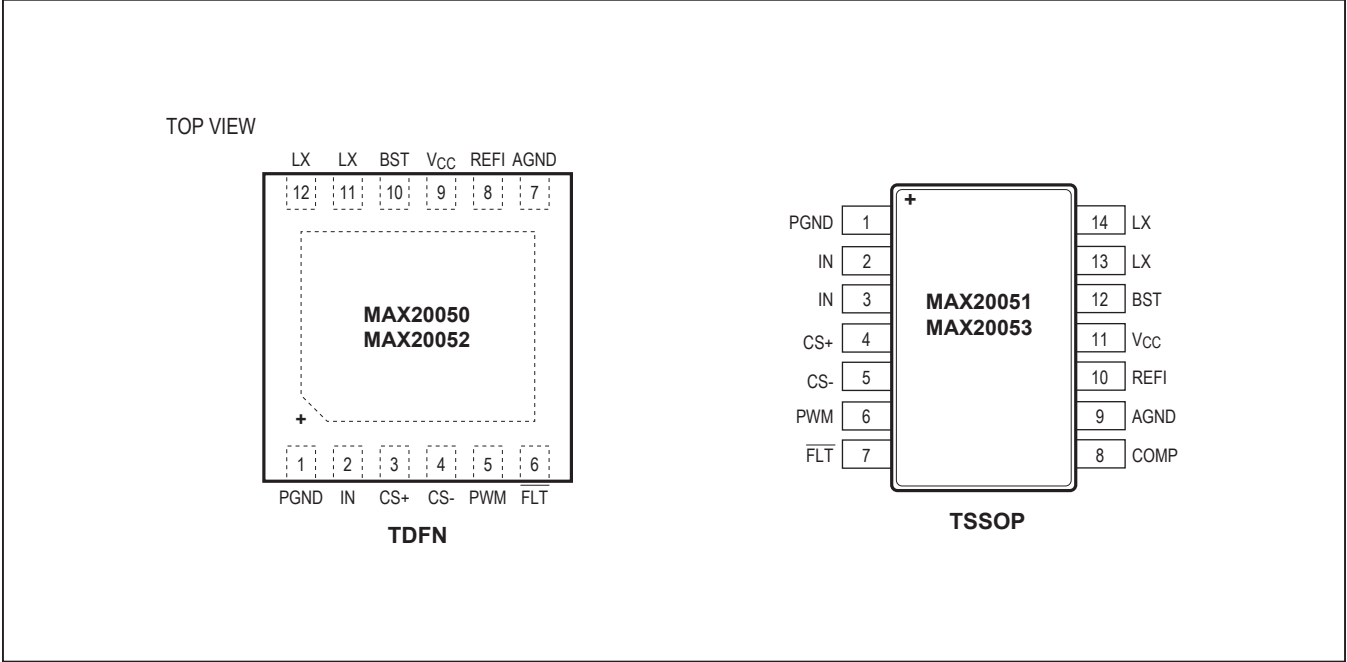 TOP VIEW
LX LX BST VCC REFI AGND
12 11 10 9 8 7
MAX20050
MAX20052
+
1 2 3 4 5 6
PGND IN CS+ CS- PWM FLT
TDFN
+
PGND 1 14 LX
IN 2 13 LX
IN 3 12 BST
MAX20051
MAX20053
CS+ 4 11 VCC
CS- 5 10 REFI
PWM 6 9 AGND
FLT 7 8 COMP
TSSOP